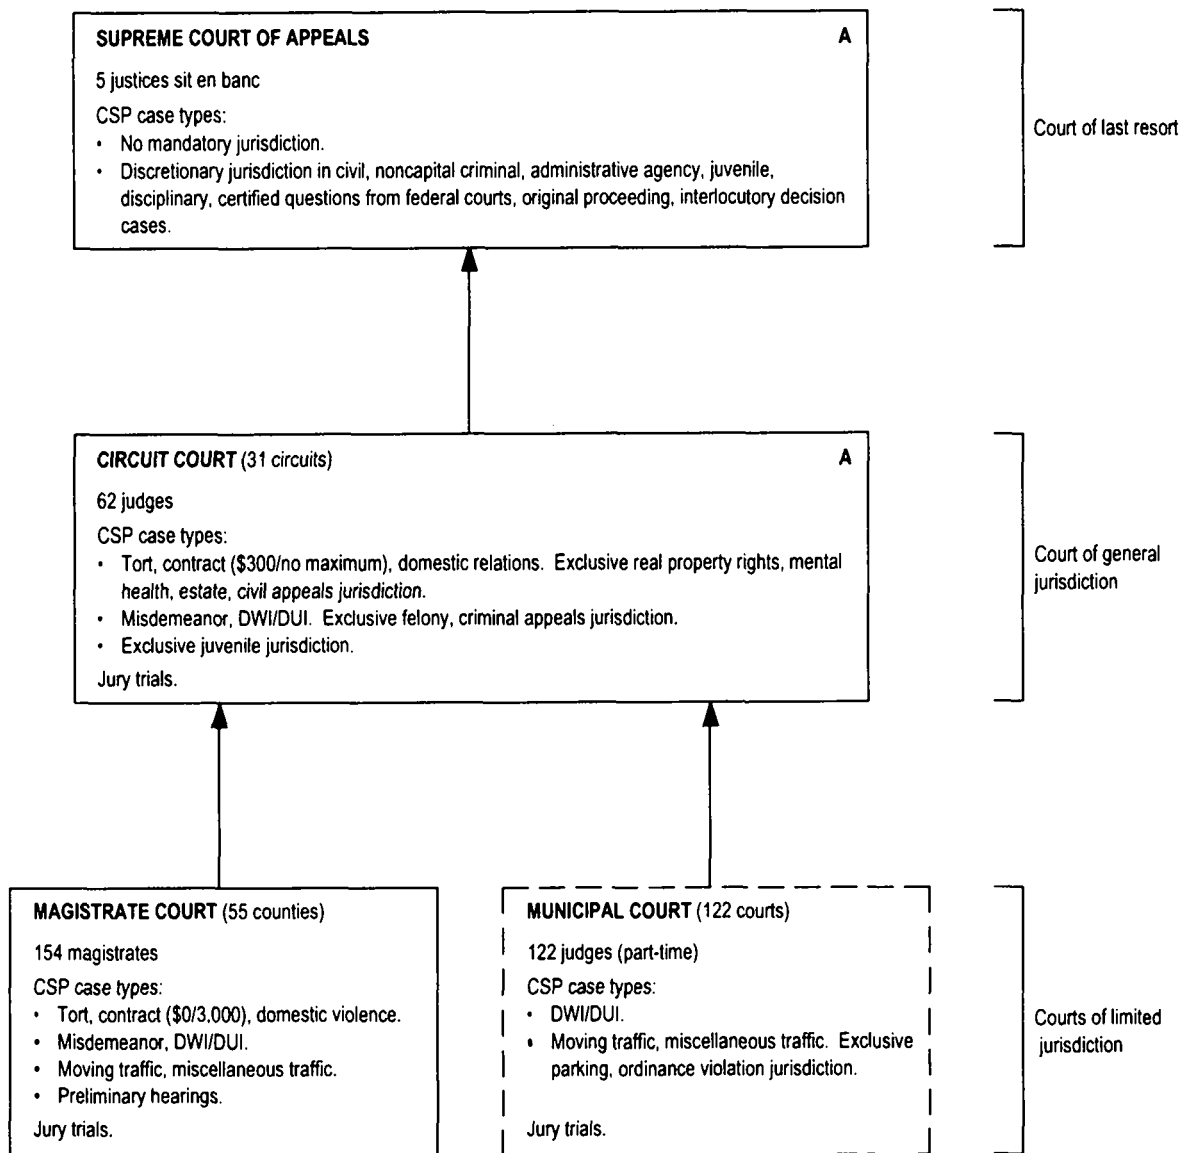 SUPREME COURT OF APPEALS A
5 justices sit en banc
CSP case types:
• No mandatory jurisdiction.
• Discretionary jurisdiction in civil, noncapital criminal, administrative agency, juvenile,
disciplinary, certified questions from federal courts, original proceeding, interlocutory decision
cases.
Court of last resort
CIRCUIT COURT (31 circuits) A
62 judges
CSP case types:
• Tort, contract ($300/no maximum), domestic relations. Exclusive real property rights, mental
health, estate, civil appeals jurisdiction.
• Misdemeanor, DWI/DUI. Exclusive felony, criminal appeals jurisdiction.
• Exclusive juvenile jurisdiction.
Jury trials.
Court of general
jurisdiction
MAGISTRATE COURT (55 counties)
154 magistrates
CSP case types:
• Tort, contract ($0/3,000), domestic violence.
• Misdemeanor, DWI/DUI.
• Moving traffic, miscellaneous traffic.
• Preliminary hearings.
Jury trials.
MUNICIPAL COURT (122 courts)
122 judges (part-time)
CSP case types:
• DWI/DUI.
• Moving traffic, miscellaneous traffic. Exclusive
parking, ordinance violation jurisdiction.
Jury trials.
Courts of limited
jurisdiction